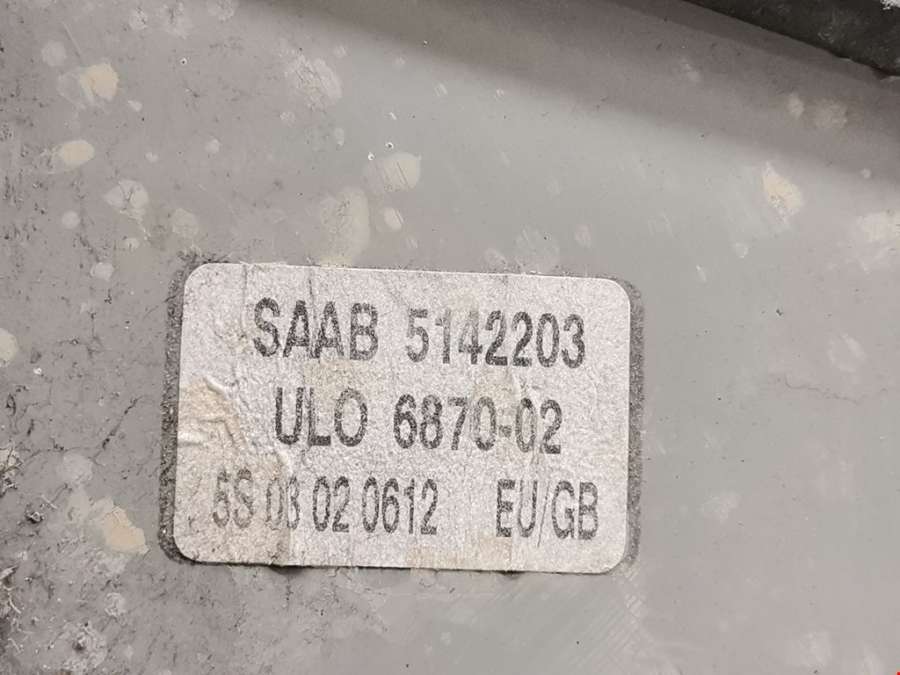 SAAB 5142203
ULO 6870-02
5S 03 02 0612 EU/GB